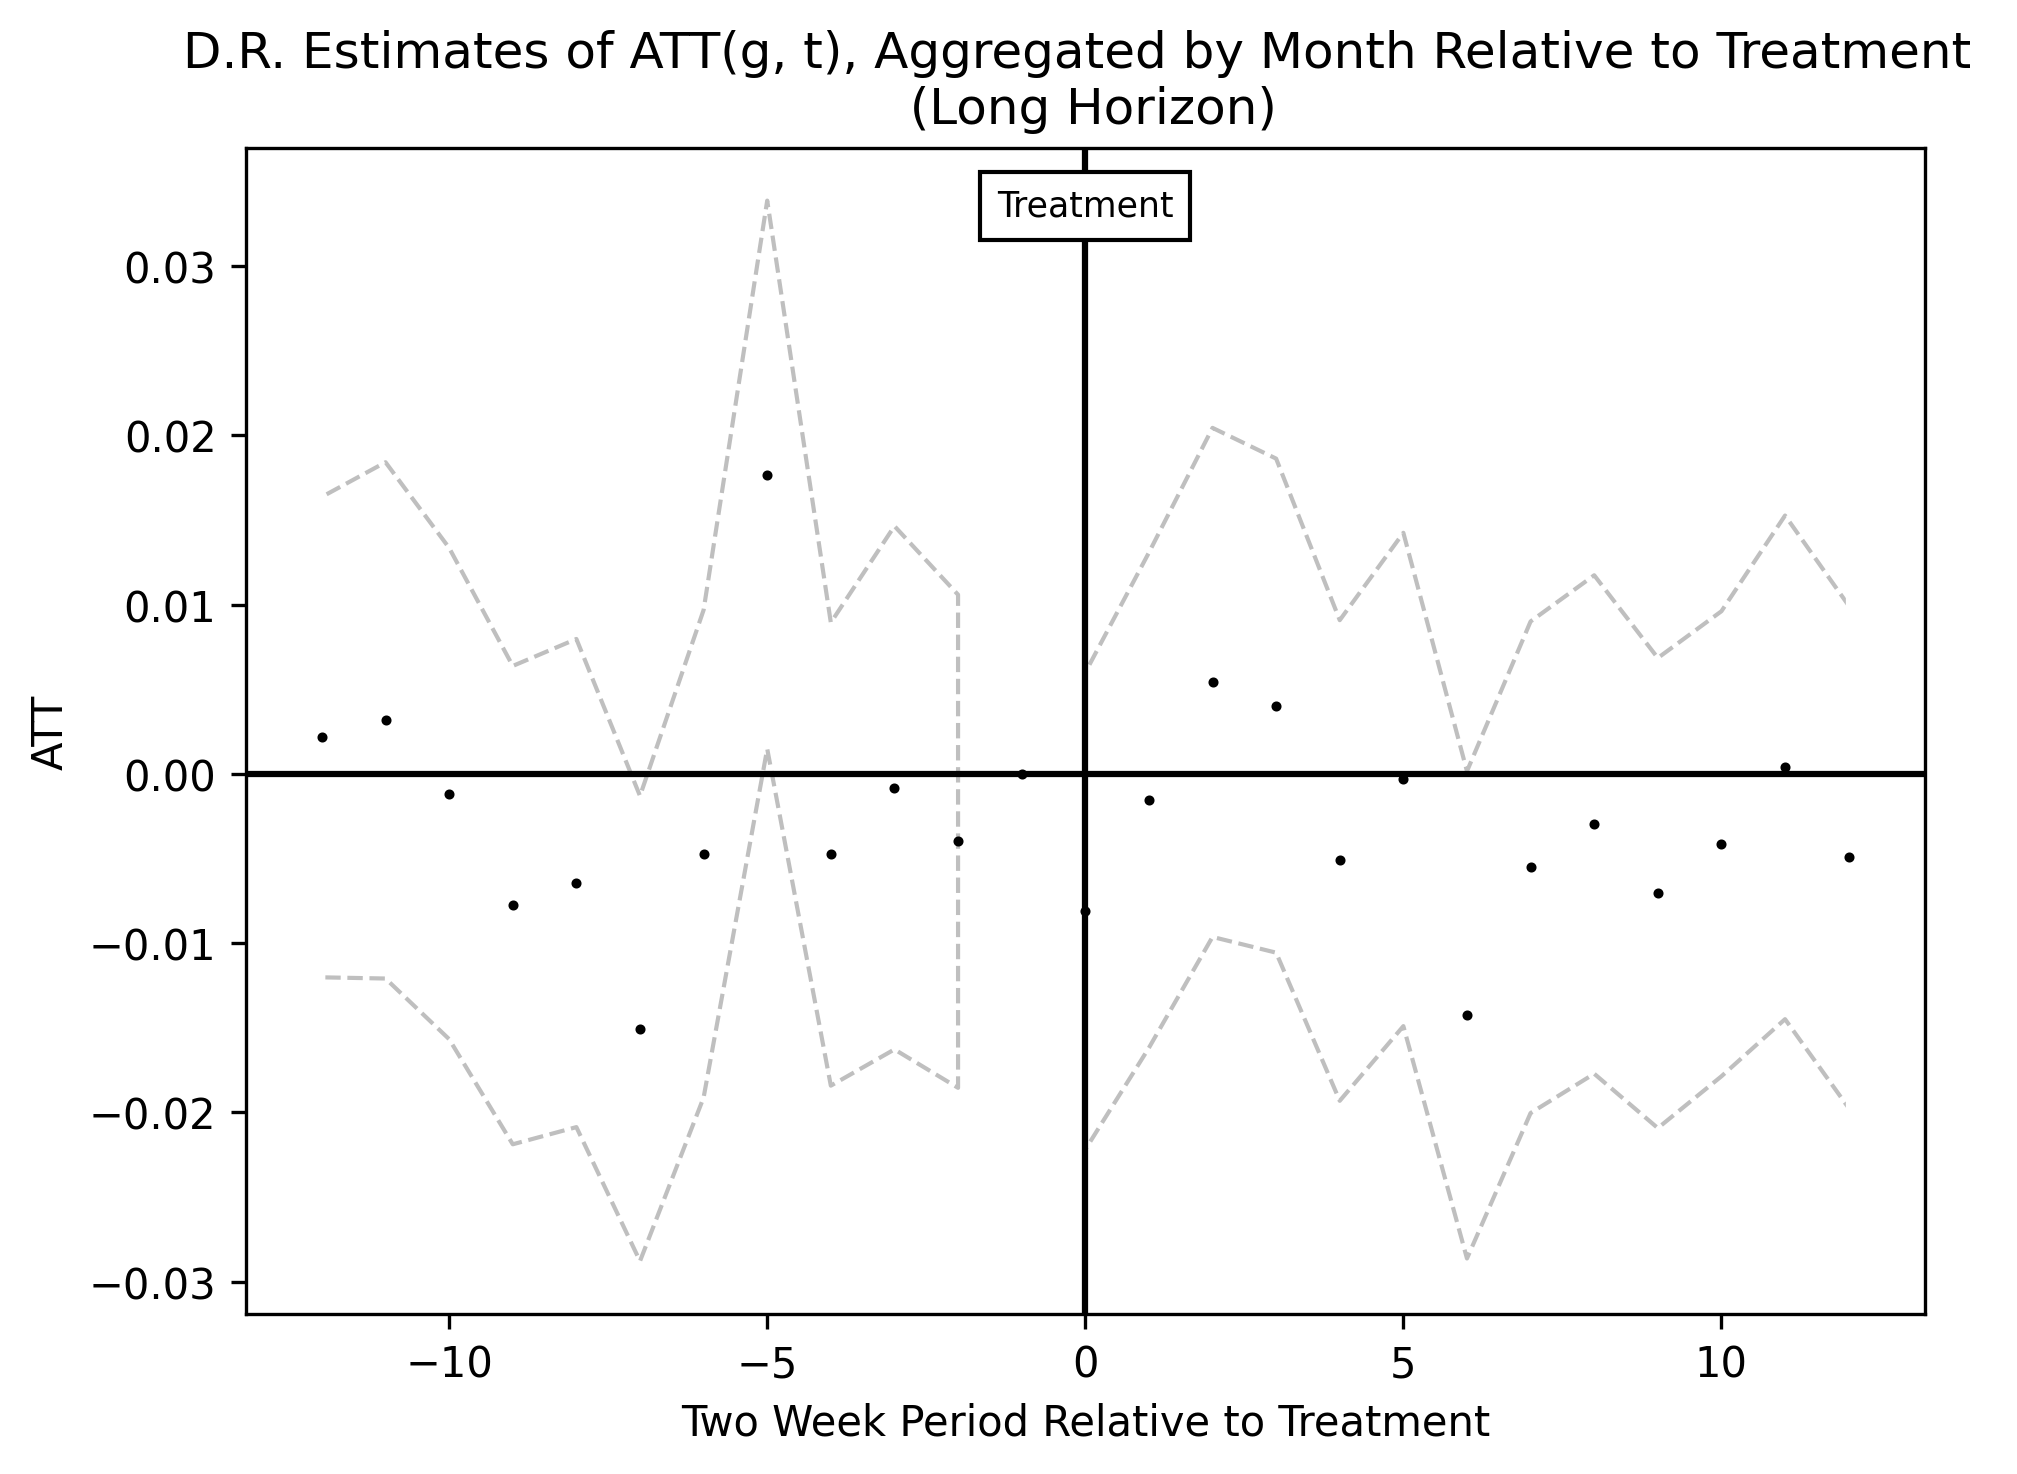 D.R. Estimates of ATT(g, t), Aggregated by Month Relative to Treatment
(Long Horizon)
Treatment
0.03
0.02
0.01
0.00
−0.01
−0.02
−0.03
ATT
−10
−5
0
5
10
Two Week Period Relative to Treatment